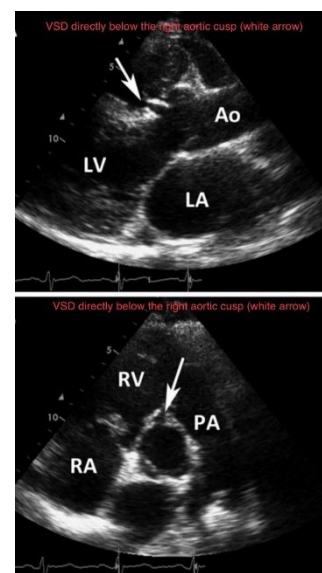 VSD directly below the right aortic cusp (white arrow)
5
Ao
10
LV
LA
VSD directly below the right aortic cusp (white arrow)
5
RV
10
PA
RA